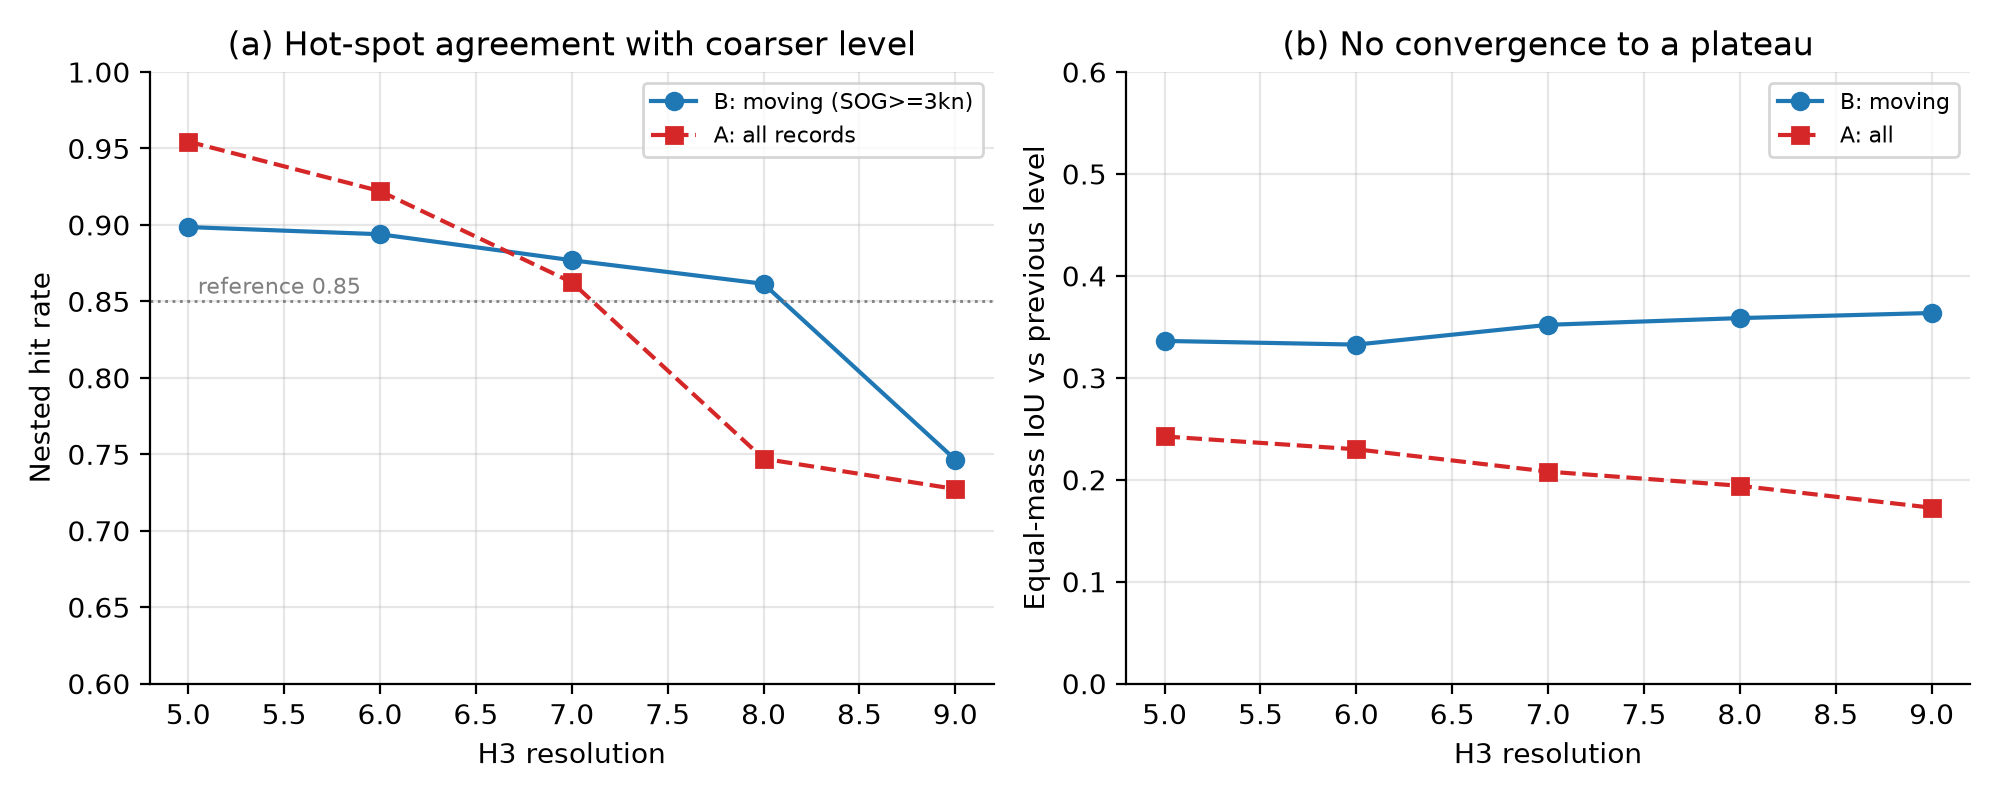 (a) Hot-spot agreement with coarser level
Nested hit rate
1.00
0.95
0.90
0.85
0.80
0.75
0.70
0.65
0.60
B: moving (SOG>=3kn)
A: all records
reference 0.85
5.0 5.5 6.0 6.5 7.0 7.5 8.0 8.5 9.0
H3 resolution
(b) No convergence to a plateau
Equal-mass IoU vs previous level
0.6
0.5
0.4
0.3
0.2
0.1
0.0
B: moving
A: all
5.0 5.5 6.0 6.5 7.0 7.5 8.0 8.5 9.0
H3 resolution